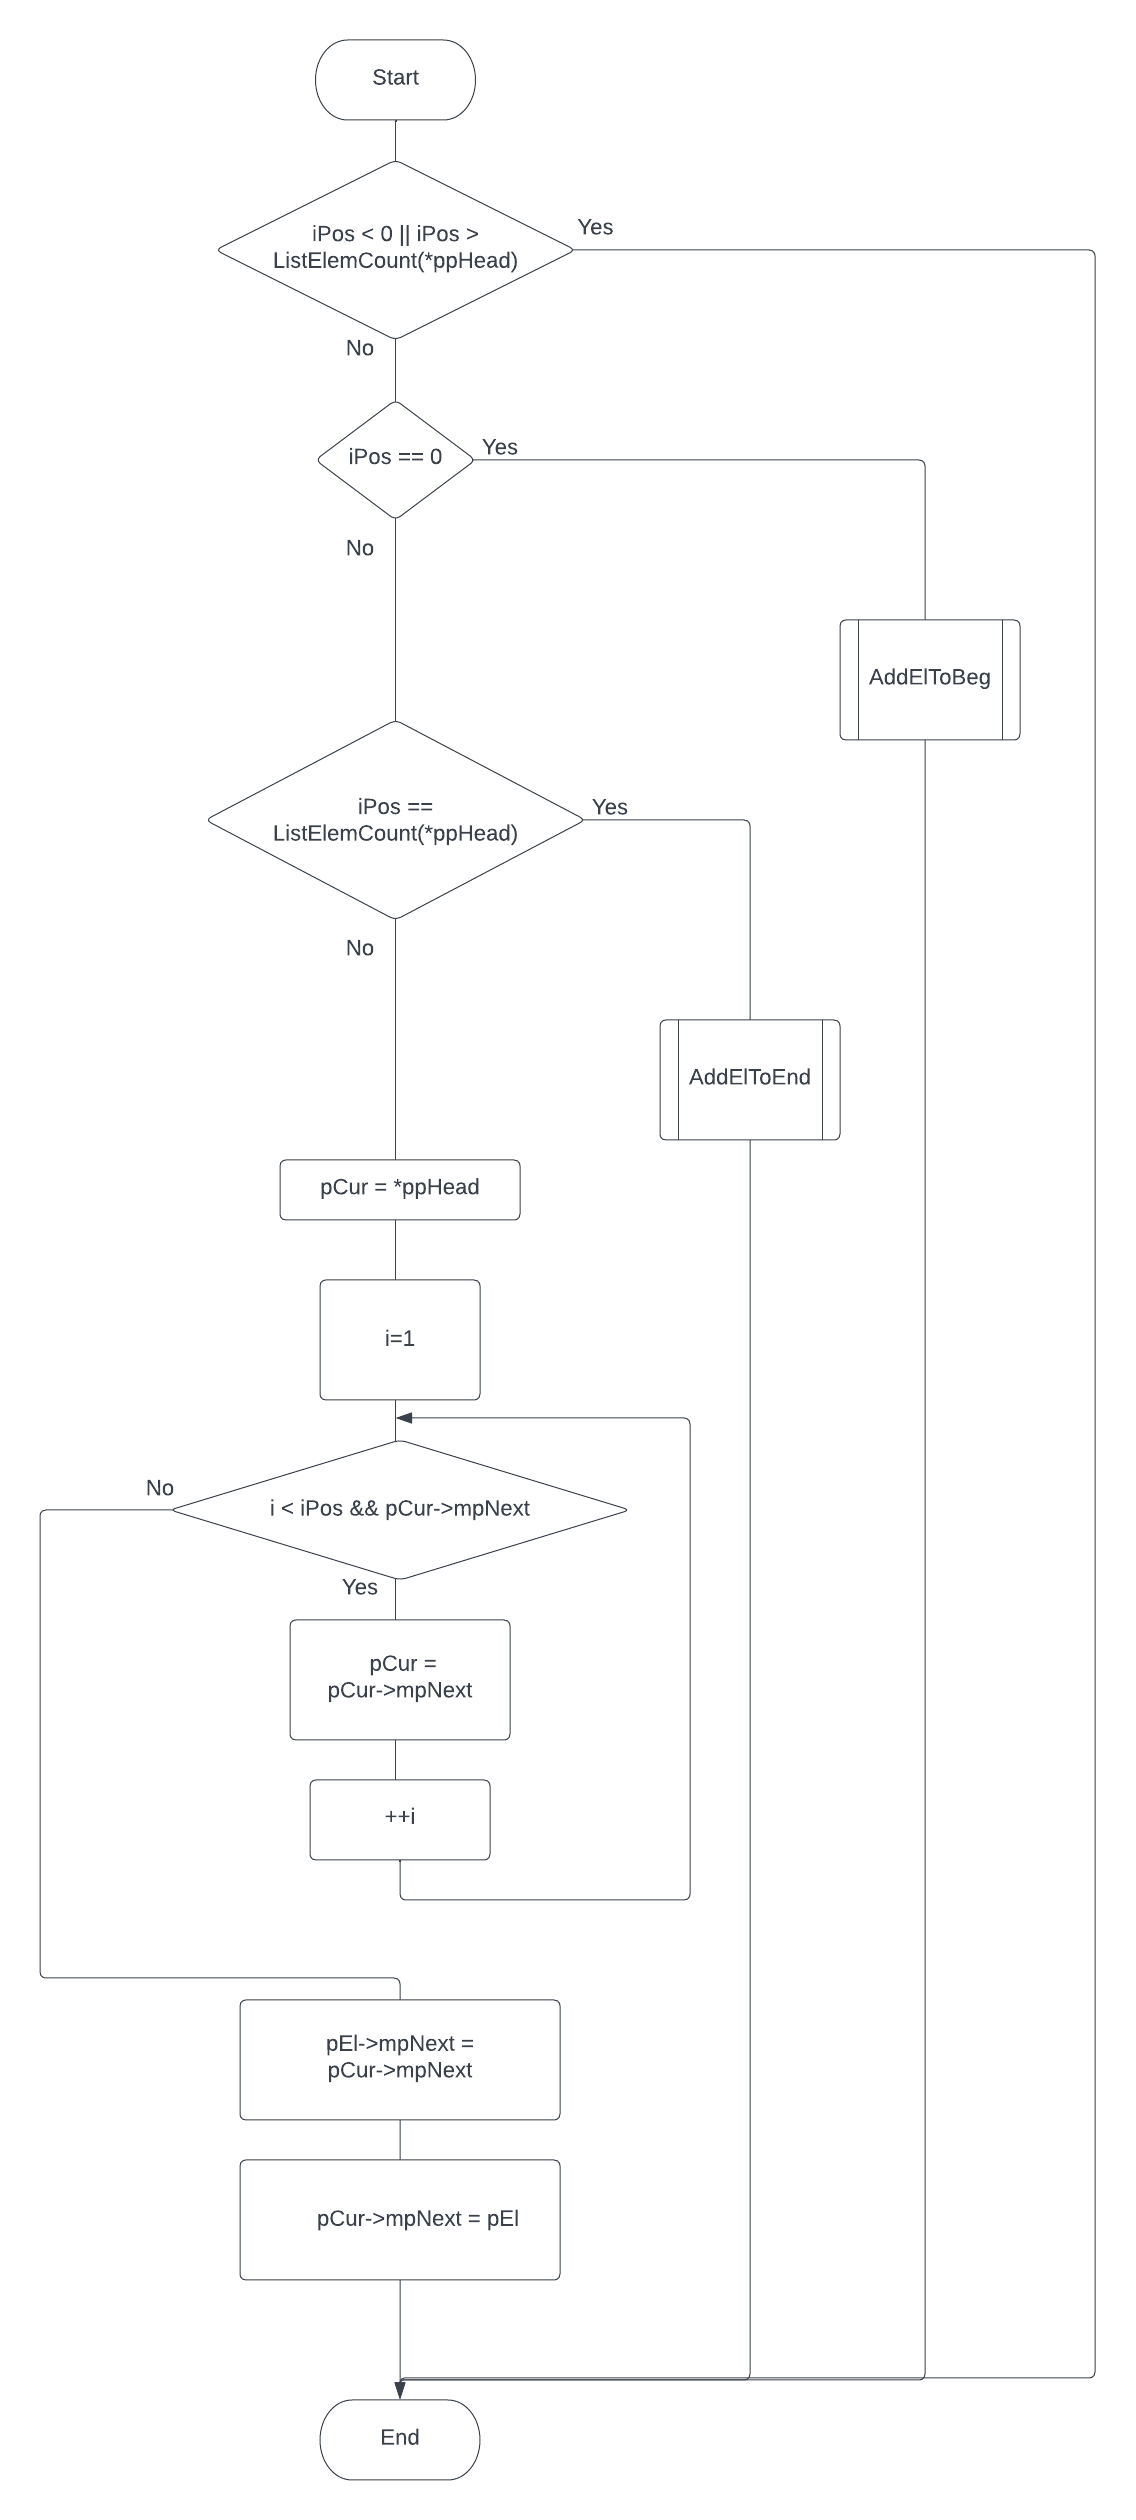 Start
iPos < 0 || iPos >
ListElemCount(*ppHead)
Yes
No
iPos == 0
Yes
No
AddElToBeg
iPos ==
ListElemCount(*ppHead)
Yes
No
AddElToEnd
pCur = *ppHead
i=1
No
i < iPos && pCur->mpNext
Yes
pCur =
pCur->mpNext
++i
pEl->mpNext =
pCur->mpNext
pCur->mpNext = pEl
End